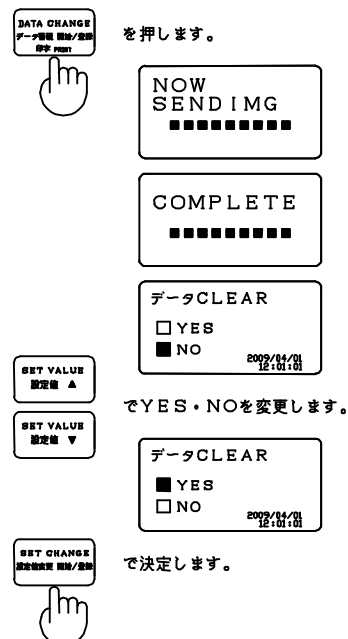 DATA CHANGE
データ書換 開始/登録
印字 PRINT
を押します。
NOW
SENDIMG
COMPLETE
データCLEAR
□YES
■NO
2009/04/01
12:01:01
SET VALUE
設定値 ▲
SET VALUE
設定値 ▼
でYES・NOを変更します。
データCLEAR
■YES
□NO
2009/04/01
12:01:01
SET CHANGE
設定値変更 開始/登録
で決定します。